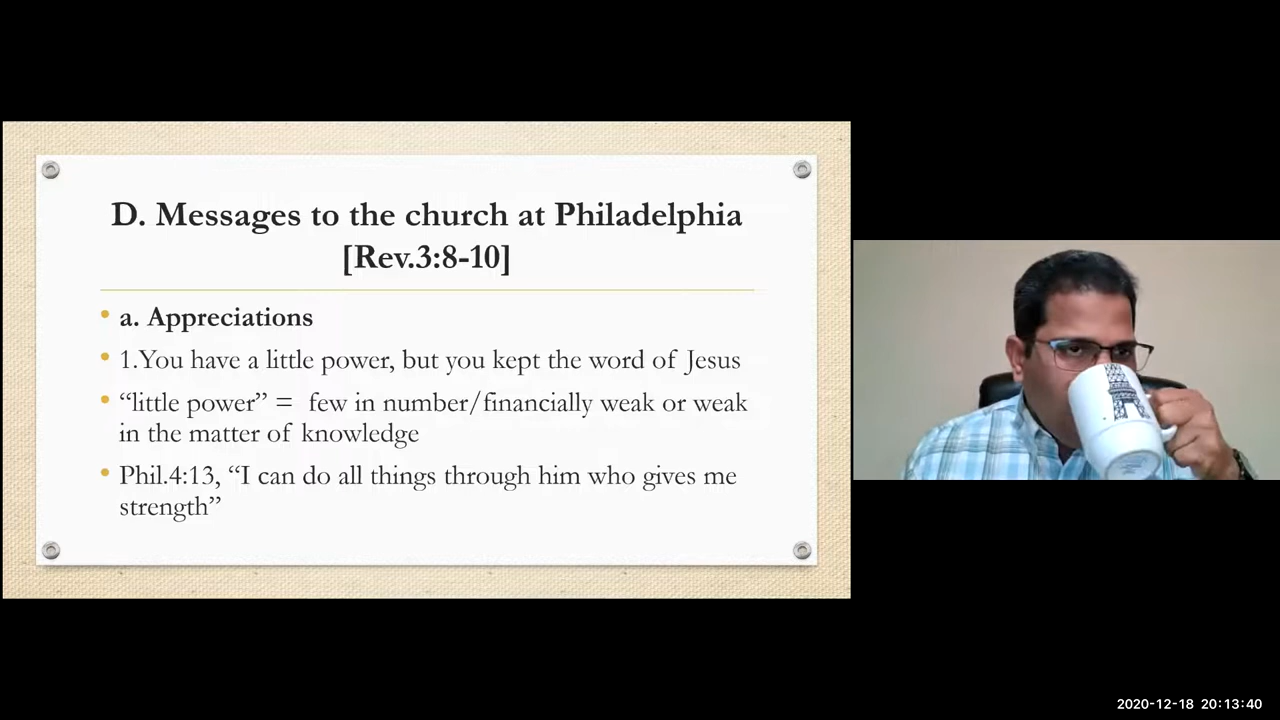 D. Messages to the church at Philadelphia
[Rev.3:8-10]
• a. Appreciations
• 1.You have a little power, but you kept the word of Jesus
• “little power” = few in number/financially weak or weak
in the matter of knowledge
• Phil.4:13, “I can do all things through him who gives me
strength”
2020-12-18 20:13:40